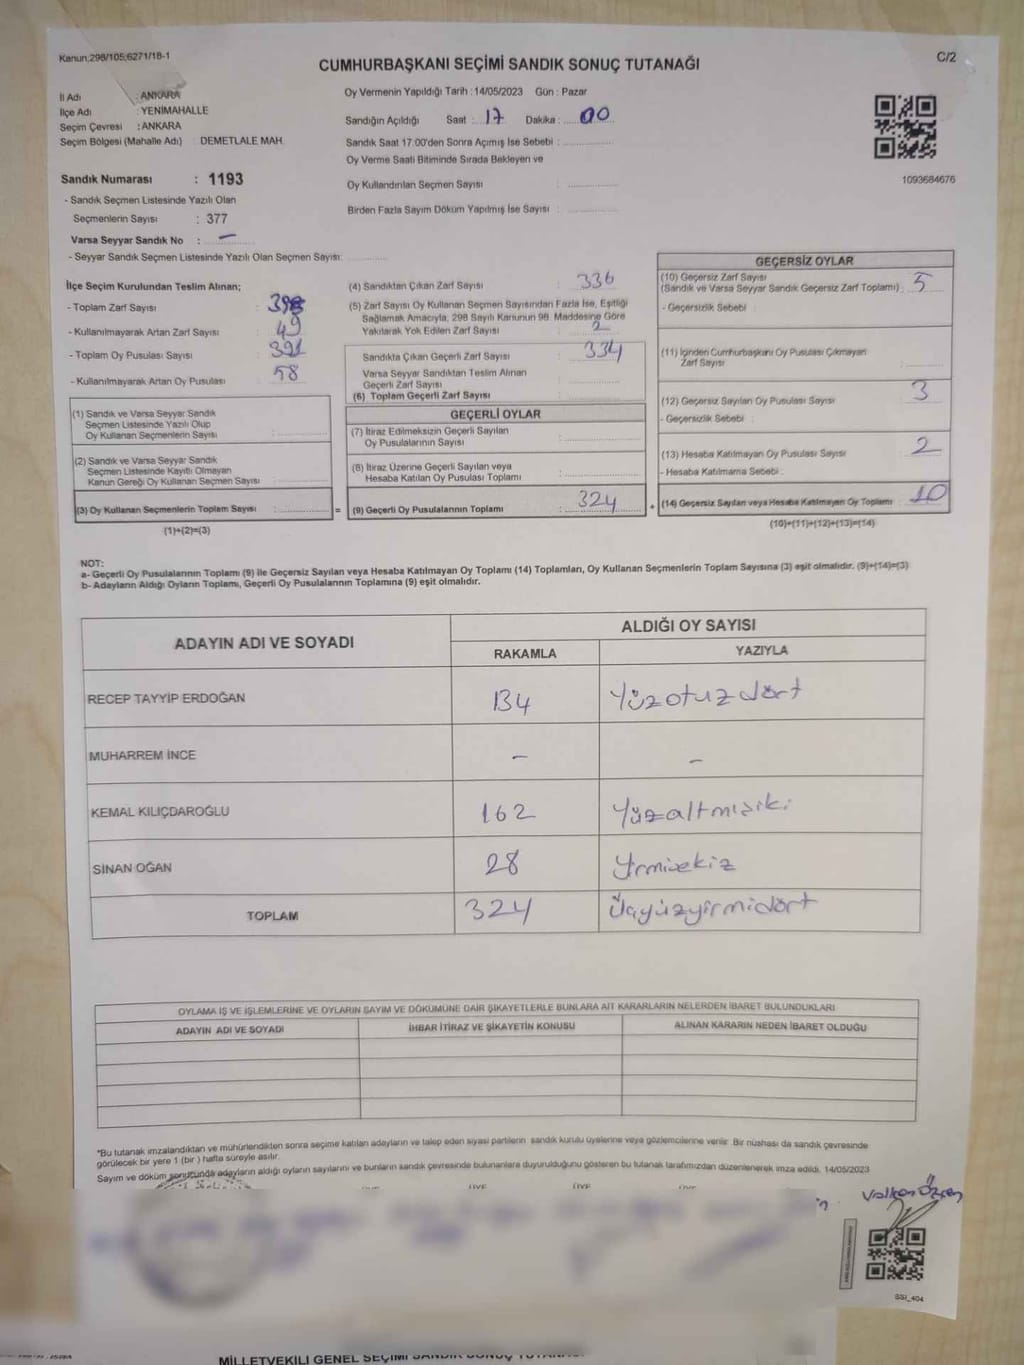 Kanun;298/105;6271/18-1
C/2
CUMHURBAŞKANI SEÇİMİ SANDIK SONUÇ TUTANAĞI
İl Adı : ANKARA
İlçe Adı : YENİMAHALLE
Seçim Çevresi : ANKARA
Seçim Bölgesi (Mahalle Adı) DEMETLALE MAH.
Oy Vermenin Yapıldığı Tarih : 14/05/2023 Gün : Pazar
Sandığın Açıldığı Saat : 17 Dakika : 00
Sandık Saat 17.00'den Sonra Açımış İse Sebebi :
Oy Verme Saati Bitiminde Sırada Bekleyen ve
Oy Kullandırılan Seçmen Sayısı :
Birden Fazla Sayım Döküm Yapılmış İse Sayısı :
1093684676
Sandık Numarası : 1193
- Sandık Seçmen Listesinde Yazılı Olan
Seçmenlerin Sayısı : 377
Varsa Seyyar Sandık No : –
- Seyyar Sandık Seçmen Listesinde Yazılı Olan Seçmen Sayısı:
İlçe Seçim Kurulundan Teslim Alınan;
- Toplam Zarf Sayısı :
- Kullanılmayarak Artan Zarf Sayısı : 49
- Toplam Oy Pusulası Sayısı : 391
- Kullanılmayarak Artan Oy Pusulası : 58
(1) Sandık ve Varsa Seyyar Sandık
Seçmen Listesinde Yazılı Olup
Oy Kullanan Seçmenlerin Sayısı :
(2) Sandık ve Varsa Seyyar Sandık
Seçmen Listesinde Kayıtlı Olmayan
Kanun Gereği Oy Kullanan Seçmen Sayısı :
(3) Oy Kullanan Seçmenlerin Toplam Sayısı :
(1)+(2)=(3)
(4) Sandıktan Çıkan Zarf Sayısı : 336
(5) Zarf Sayısı Oy Kullanan Seçmen Sayısından Fazla İse, Eşitliği
Sağlamak Amacıyla, 298 Sayılı Kanunun 98. Maddesine Göre
Yakılarak Yok Edilen Zarf Sayısı : 2
Sandıkta Çıkan Geçerli Zarf Sayısı : 334
Varsa Seyyar Sandıktan Teslim Alınan
Geçerli Zarf Sayısı :
(6) Toplam Geçerli Zarf Sayısı :
GEÇERLİ OYLAR
(7) İtiraz Edilmeksizin Geçerli Sayılan
Oy Pusulalarının Sayısı :
(8) İtiraz Üzerine Geçerli Sayılan veya
Hesaba Katılan Oy Pusulası Toplamı :
= (9) Geçerli Oy Pusulalarının Toplamı : 324 +
GEÇERSİZ OYLAR
(10) Geçersiz Zarf Sayısı
(Sandık ve Varsa Seyyar Sandık Geçersiz Zarf Toplamı) : 5
- Geçersizlik Sebebi :
(11) İçinden Cumhurbaşkanı Oy Pusulası Çıkmayan
Zarf Sayısı :
(12) Geçersiz Sayılan Oy Pusulası Sayısı : 3
- Geçersizlik Sebebi :
(13) Hesaba Katılmayan Oy Pusulası Sayısı : 2
- Hesaba Katılmama Sebebi :
(14) Geçersiz Sayılan veya Hesaba Katılmayan Oy Toplamı : 10
(10)+(11)+(12)+(13)=(14)
NOT:
a- Geçerli Oy Pusulalarının Toplamı (9) ile Geçersiz Sayılan veya Hesaba Katılmayan Oy Toplamı (14) Toplamları, Oy Kullanan Seçmenlerin Toplam Sayısına (3) eşit olmalıdır. (9)+(14)=(3)
b- Adayların Aldığı Oyların Toplamı, Geçerli Oy Pusulalarının Toplamına (9) eşit olmalıdır.
ADAYIN ADI VE SOYADI
ALDIĞI OY SAYISI
RAKAMLA YAZIYLA
RECEP TAYYİP ERDOĞAN 134 Yüzotuzdört
MUHARREM İNCE – –
KEMAL KILIÇDAROĞLU 162 Yüzaltmışiki
SİNAN OĞAN 28 Yirmisekiz
TOPLAM 324 Üçyüzyirmidört
OYLAMA İŞ VE İŞLEMLERİNE VE OYLARIN SAYIM VE DÖKÜMÜNE DAİR ŞİKAYETLERLE BUNLARA AİT KARARLARIN NELERDEN İBARET BULUNDUKLARI
ADAYIN ADI VE SOYADI İHBAR İTİRAZ VE ŞİKAYETİN KONUSU ALINAN KARARIN NEDEN İBARET OLDUĞU
*Bu tutanak imzalandıktan ve mühürlendikten sonra seçime katılan adayların ve talep eden siyasi partilerin sandık kurulu üyelerine veya gözlemcilerine verilir. Bir nüshası da sandık çevresinde
görülecek bir yere 1 (bir) hafta süreyle asılır.
Sayım ve döküm sonucunda adayların aldığı oyların sayılarını ve bunların sandık çevresinde bulunanlara duyurulduğunu gösteren bu tutanak tarafımızdan düzenlenerek imza edildi. 14/05/2023
ÜYE ÜYE ÜYE ÜYE
Volkan Özcan
SSI_404
MİLLETVEKİLİ GENEL SEÇİMİ SANDIK SONUÇ TUTANAĞI